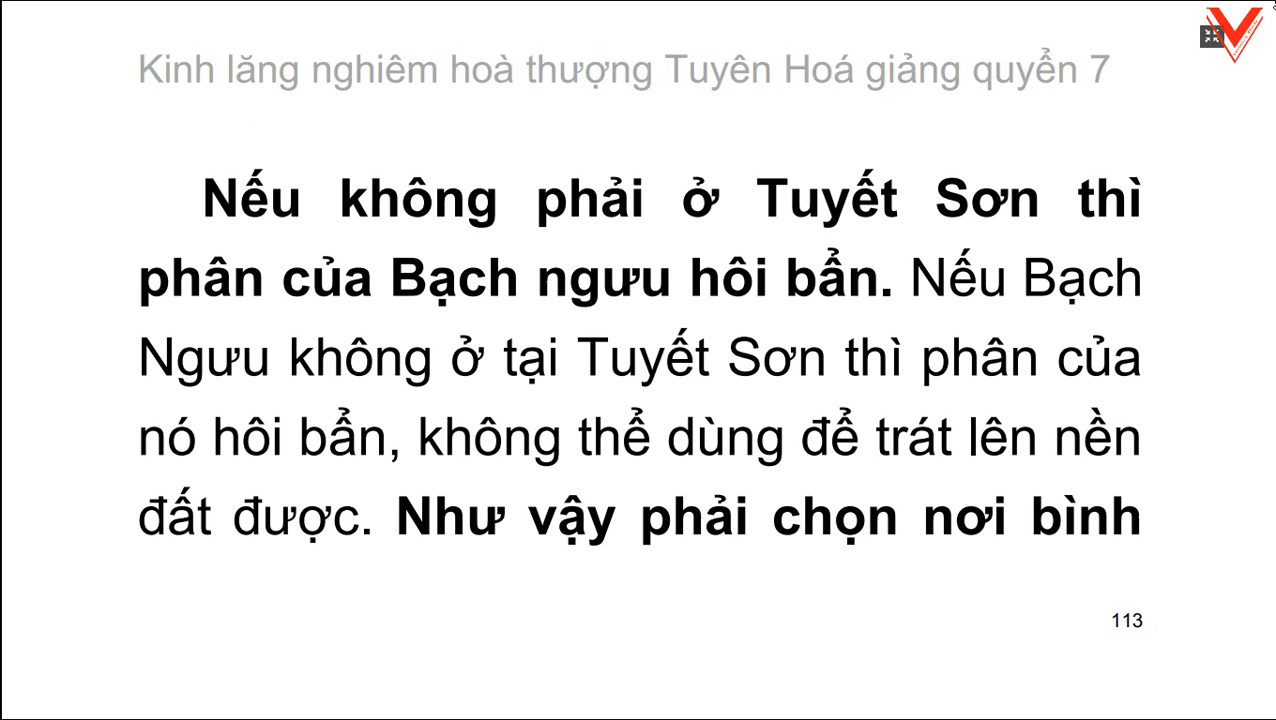 Kinh lăng nghiêm hoà thượng Tuyên Hoá giảng quyển 7
Nếu không phải ở Tuyết Sơn thì
phân của Bạch ngưu hôi bẩn. Nếu Bạch
Ngưu không ở tại Tuyết Sơn thì phân của
nó hôi bẩn, không thể dùng để trát lên nền
đất được. Như vậy phải chọn nơi bình
113